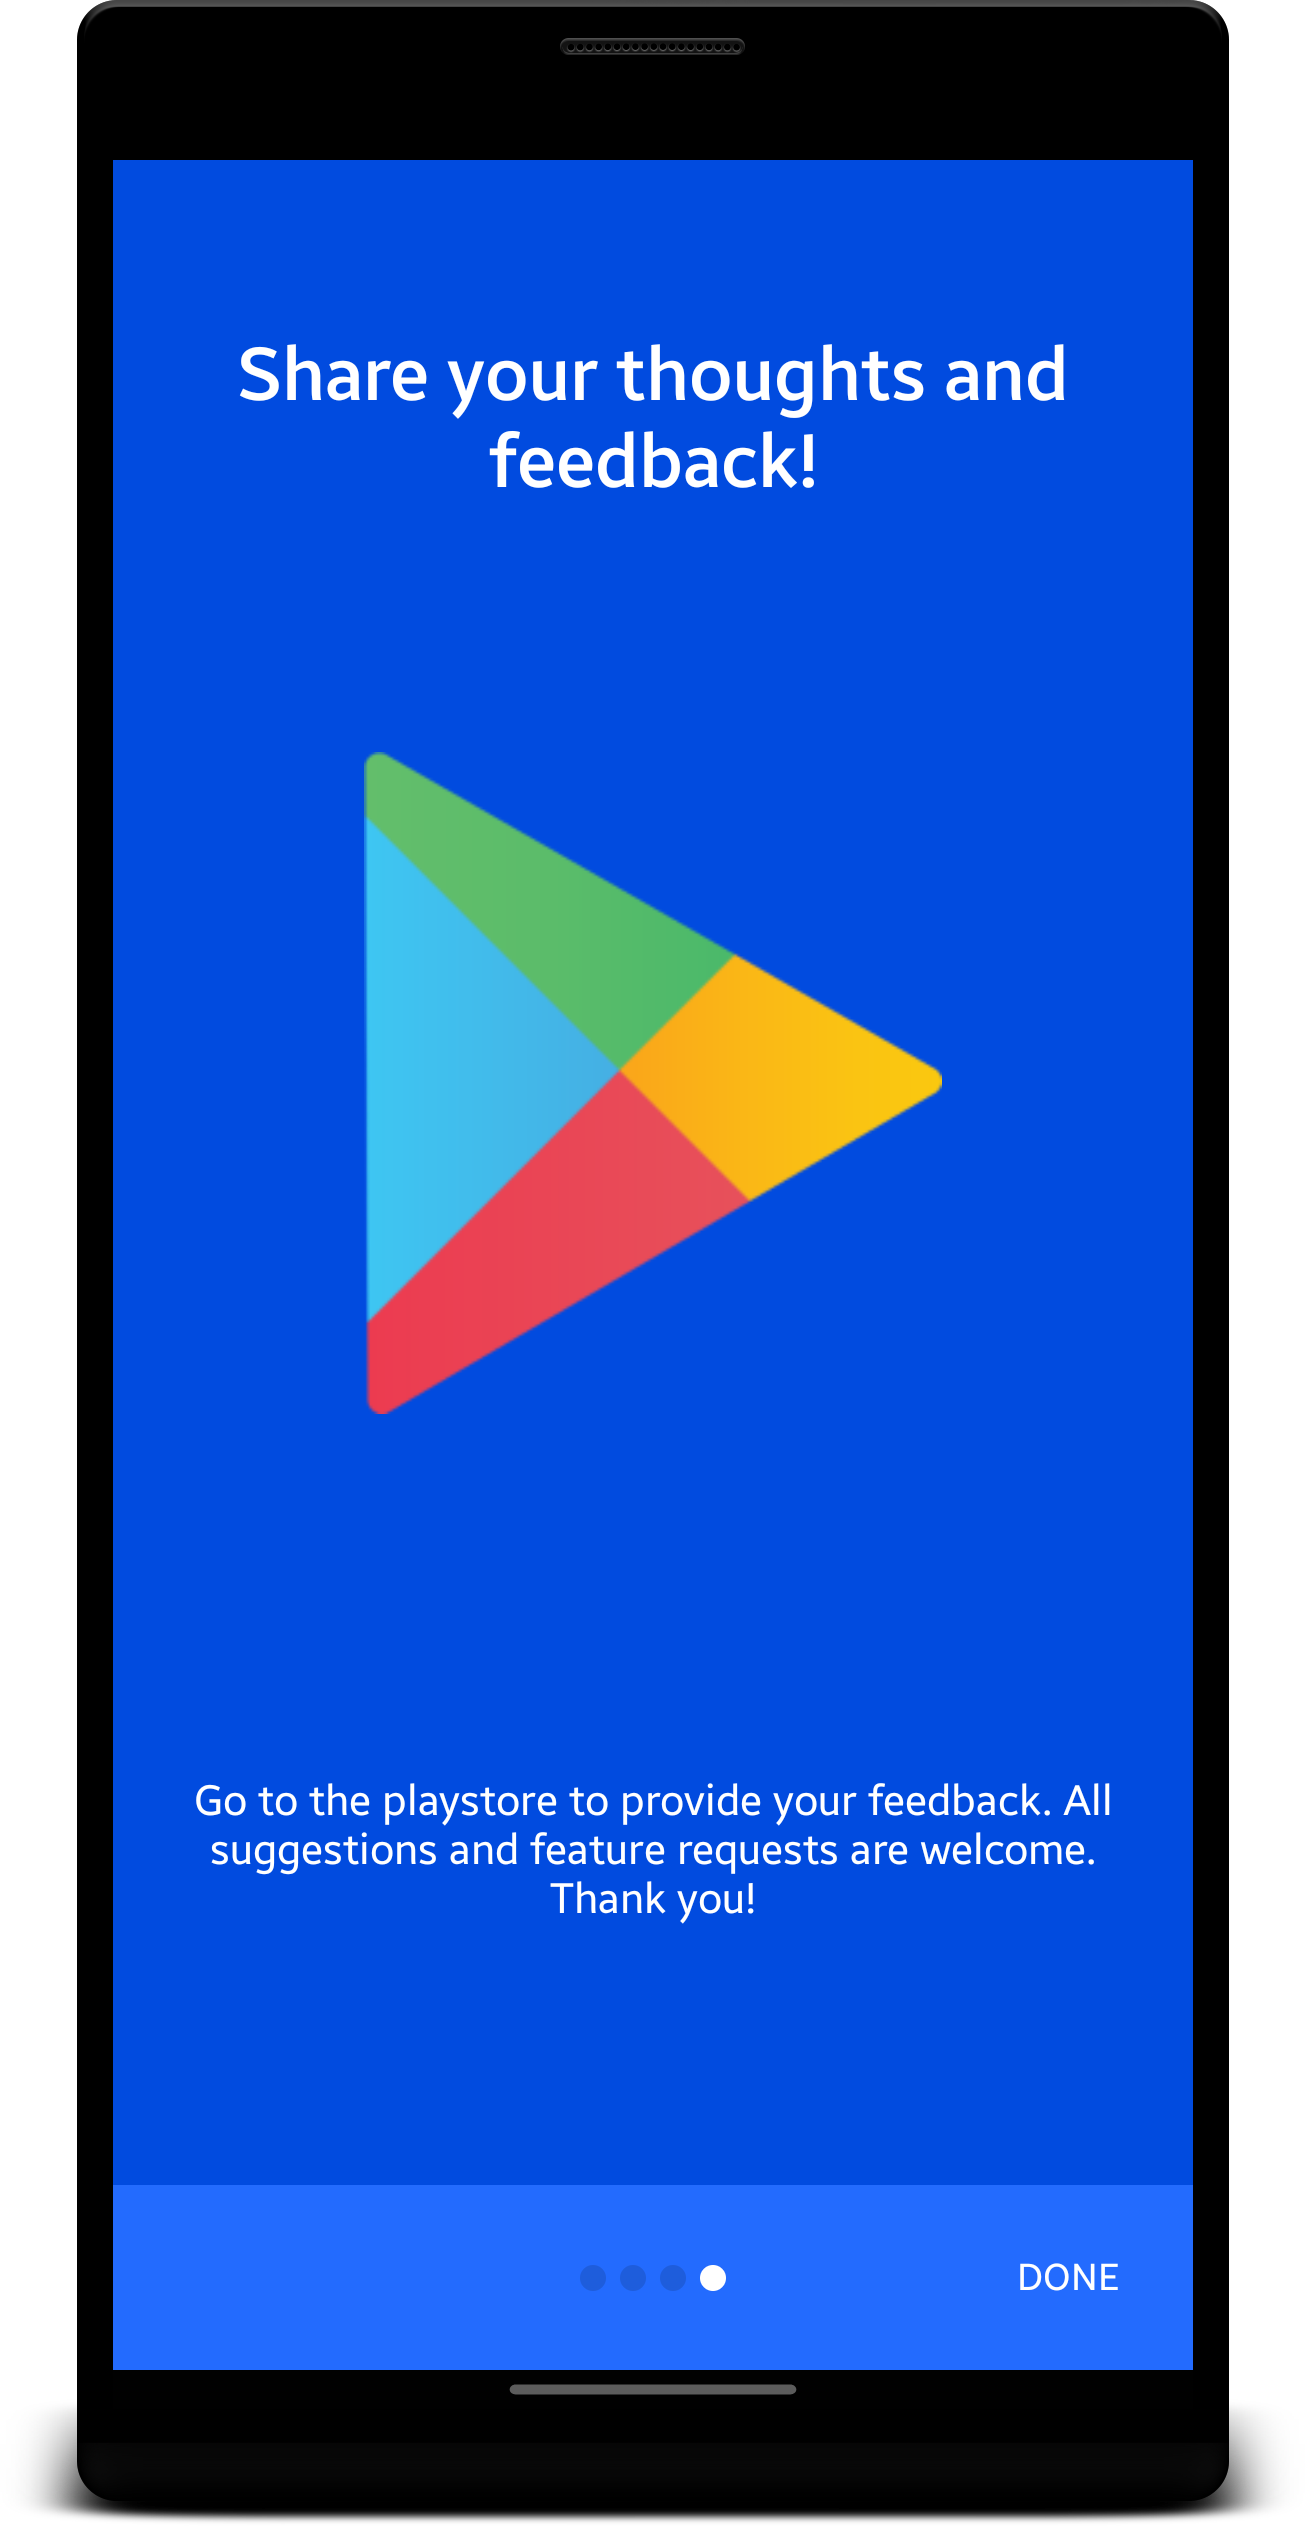 Share your thoughts and
feedback!
Go to the playstore to provide your feedback. All
suggestions and feature requests are welcome.
Thank you!
DONE